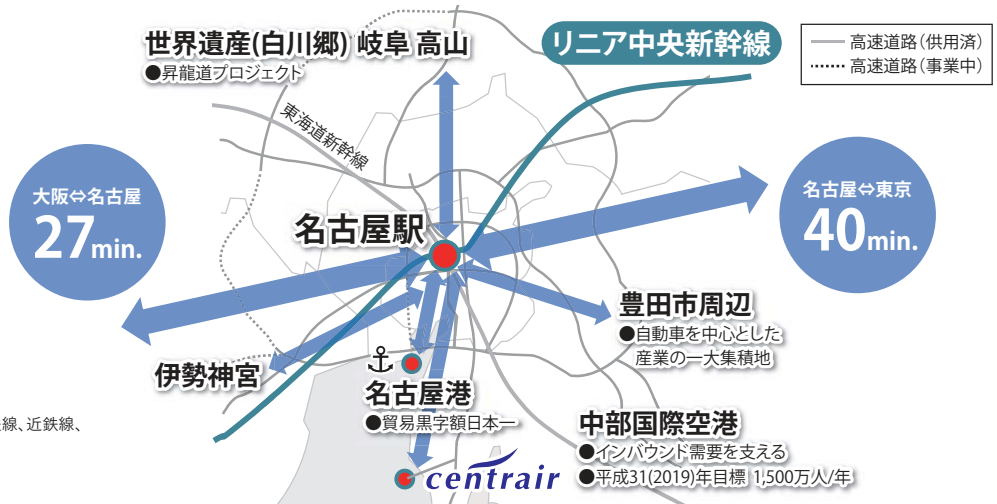 世界遺産(白川郷) 岐阜 高山
●昇龍道プロジェクト
リニア中央新幹線
高速道路(供用済)
高速道路(事業中)
東海道新幹線
大阪⇔名古屋
27min.
名古屋駅
名古屋⇔東京
40min.
豊田市周辺
●自動車を中心とした
産業の一大集積地
伊勢神宮
名古屋港
●貿易黒字額日本一
線、近鉄線、
中部国際空港
●インバウンド需要を支える
●平成31(2019)年目標 1,500万人/年
centrair